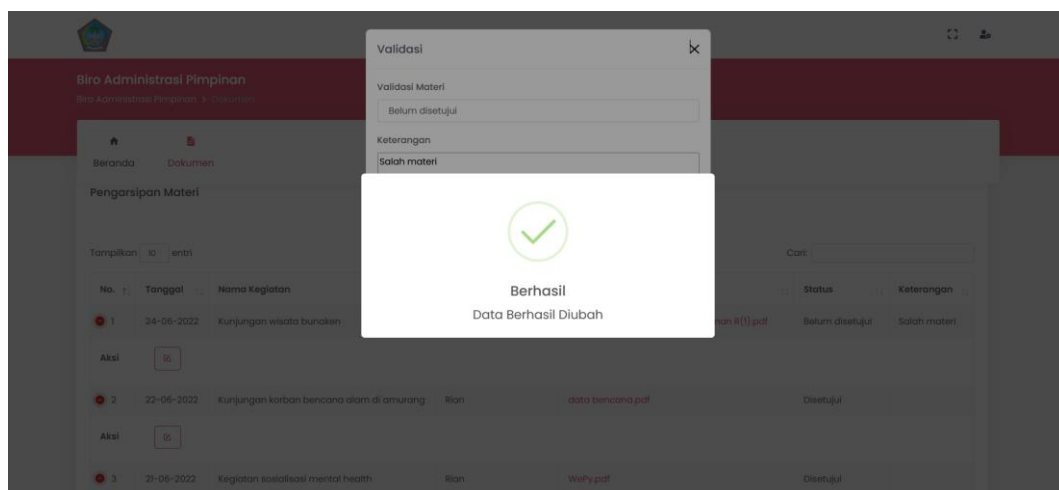 Validasi
Biro Administrasi Pimpinan
Biro Administrasi Pimpinan > Dokumen
Validasi Materi
Belum disetujui
Keterangan
Salah materi
Beranda
Dokumen
Pengarsipan Materi
Berhasil
Data Berhasil Diubah
Tampilkan 10 entri
Cari:
No. Tanggal Nama Kegiatan Status Keterangan
1 24-06-2022 Kunjungan wisata bunaken R(1).pdf Belum disetujui Salah materi
Aksi
2 22-06-2022 Kunjungan korban bencana alam di amurang Rian data bencana.pdf Disetujui
Aksi
3 21-06-2022 Kegiatan sosialisasi mental health Rian WePy.pdf Disetujui